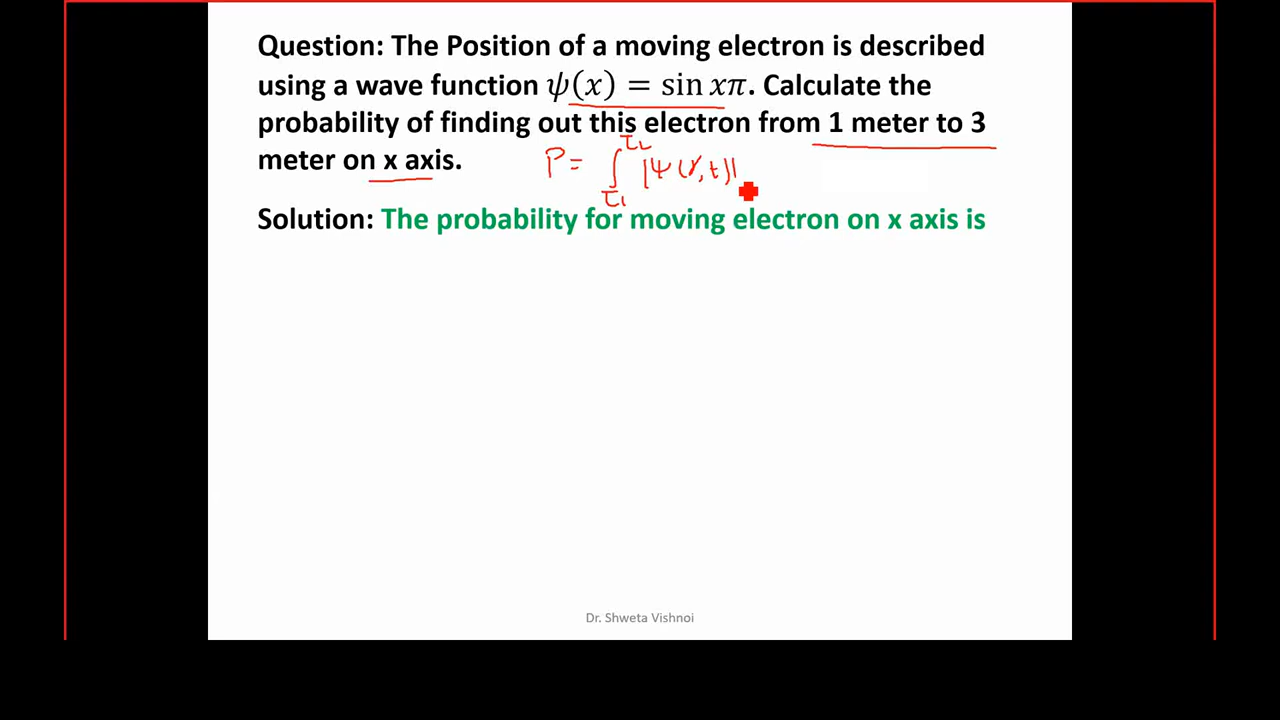 Question: The Position of a moving electron is described
using a wave function ψ(x) = sin xπ. Calculate the
probability of finding out this electron from 1 meter to 3
meter on x axis.
P = ∫ |ψ(r,t)|
Solution: The probability for moving electron on x axis is
Dr. Shweta Vishnoi